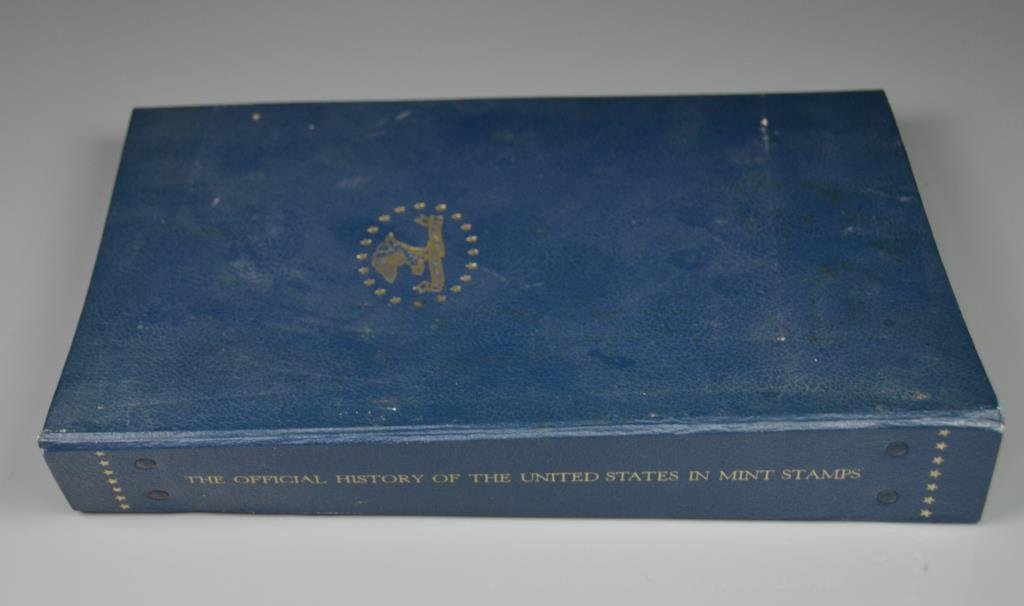 THE OFFICIAL HISTORY OF THE UNITED STATES IN MINT STAMPS